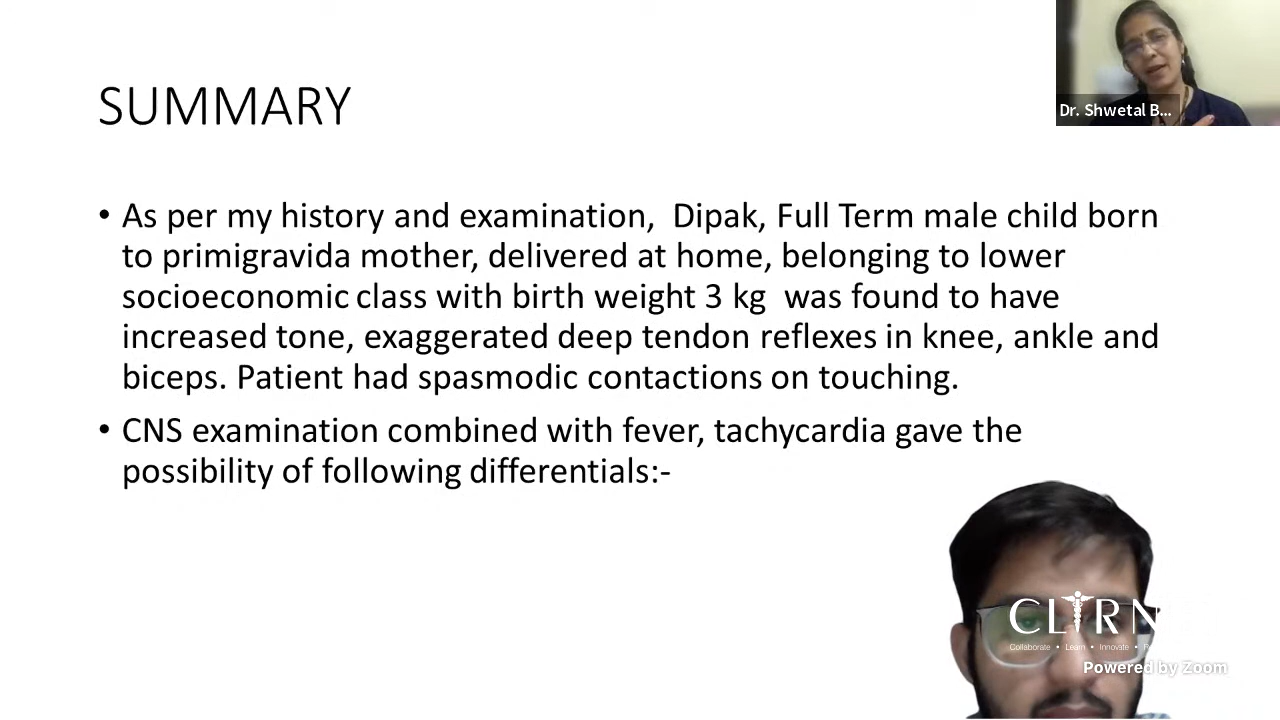 Dr. Shwetal B...
SUMMARY
• As per my history and examination,  Dipak, Full Term male child born
to primigravida mother, delivered at home, belonging to lower
socioeconomic class with birth weight 3 kg  was found to have
increased tone, exaggerated deep tendon reflexes in knee, ankle and
biceps. Patient had spasmodic contactions on touching.
• CNS examination combined with fever, tachycardia gave the
possibility of following differentials:-
CLIRN
Collaborate • Learn • Innovate •
Powered by Zoom